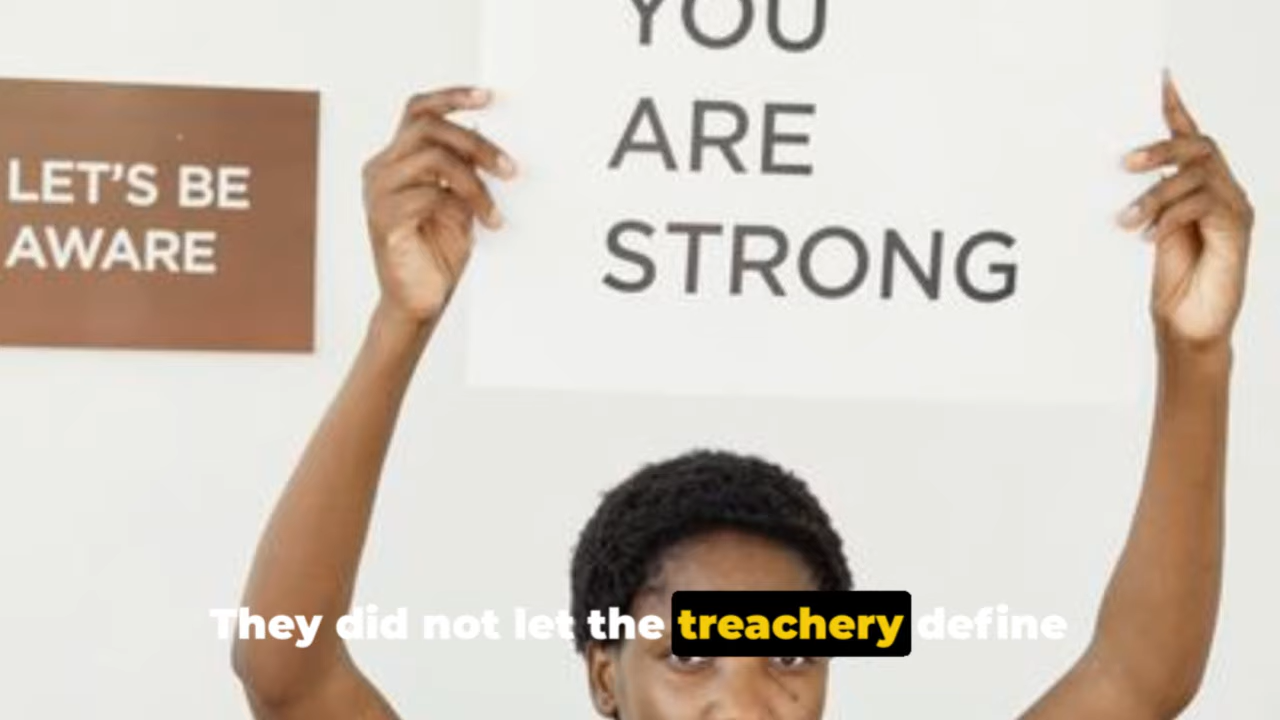 YOU
ARE
STRONG
LET'S BE
AWARE
They did not let the treachery define